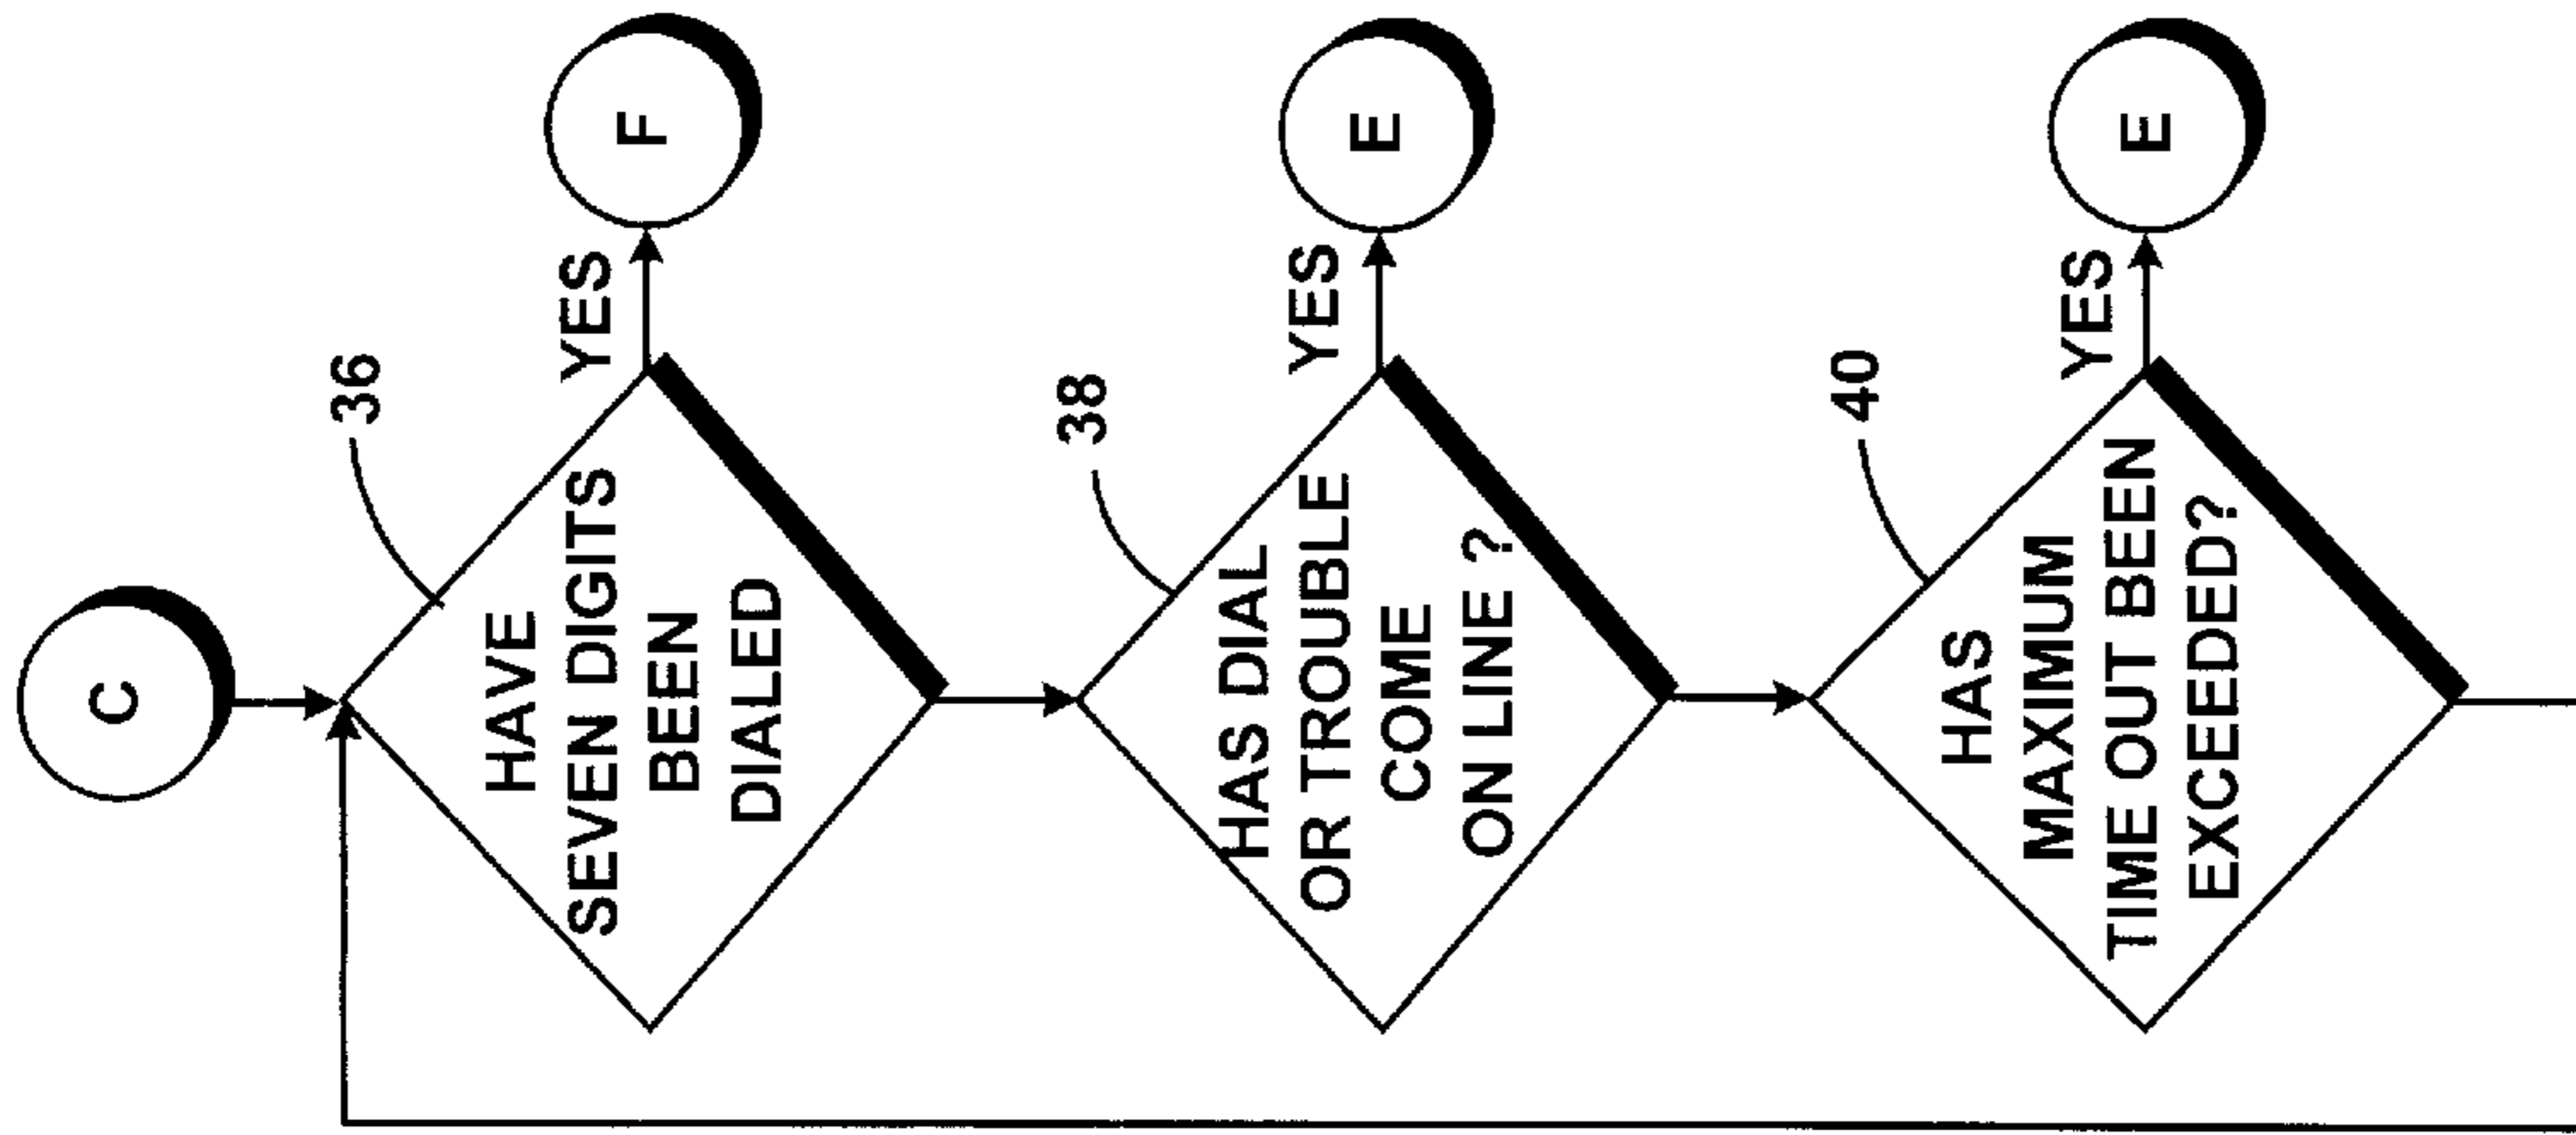 C
36
HAVE
SEVEN DIGITS
BEEN
DIALED
YES
F
38
HAS DIAL
OR TROUBLE
COME
ON LINE ?
YES
E
40
HAS
MAXIMUM
TIME OUT BEEN
EXCEEDED?
YES
E